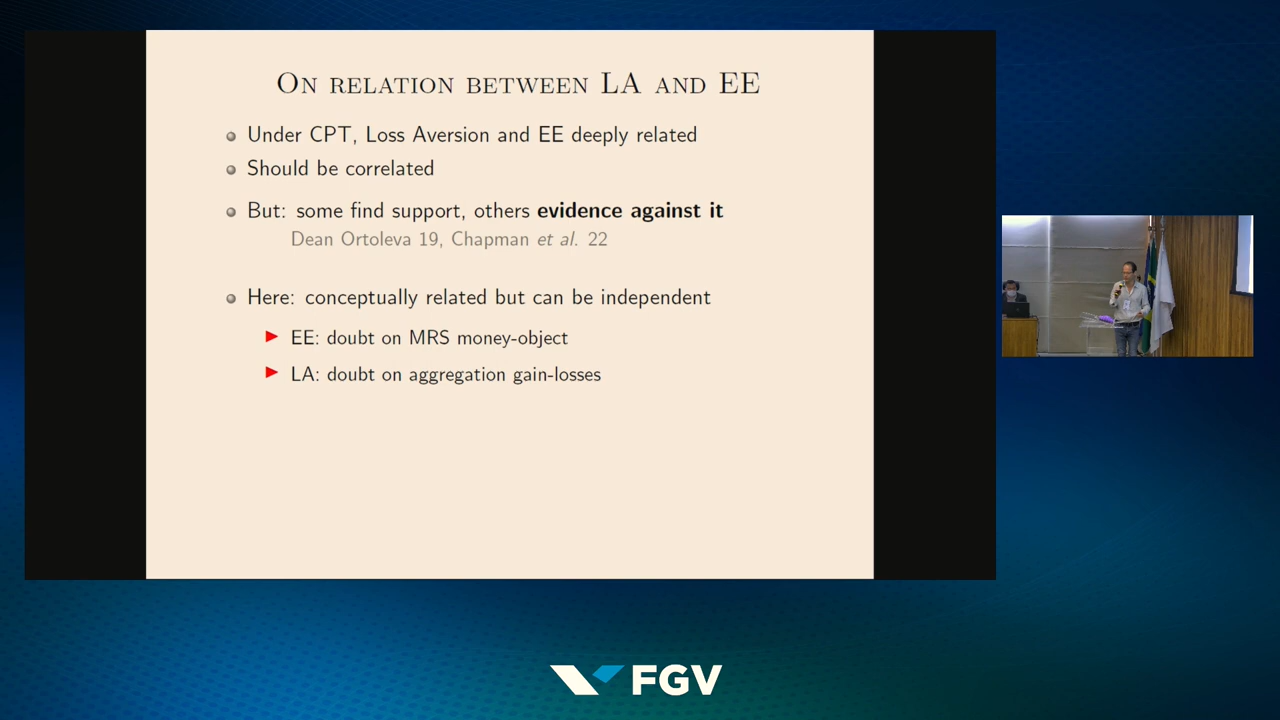 On relation between LA and EE
Under CPT, Loss Aversion and EE deeply related
Should be correlated
But: some find support, others evidence against it
Dean Ortoleva 19, Chapman et al. 22
Here: conceptually related but can be independent
EE: doubt on MRS money-object
LA: doubt on aggregation gain-losses
FGV